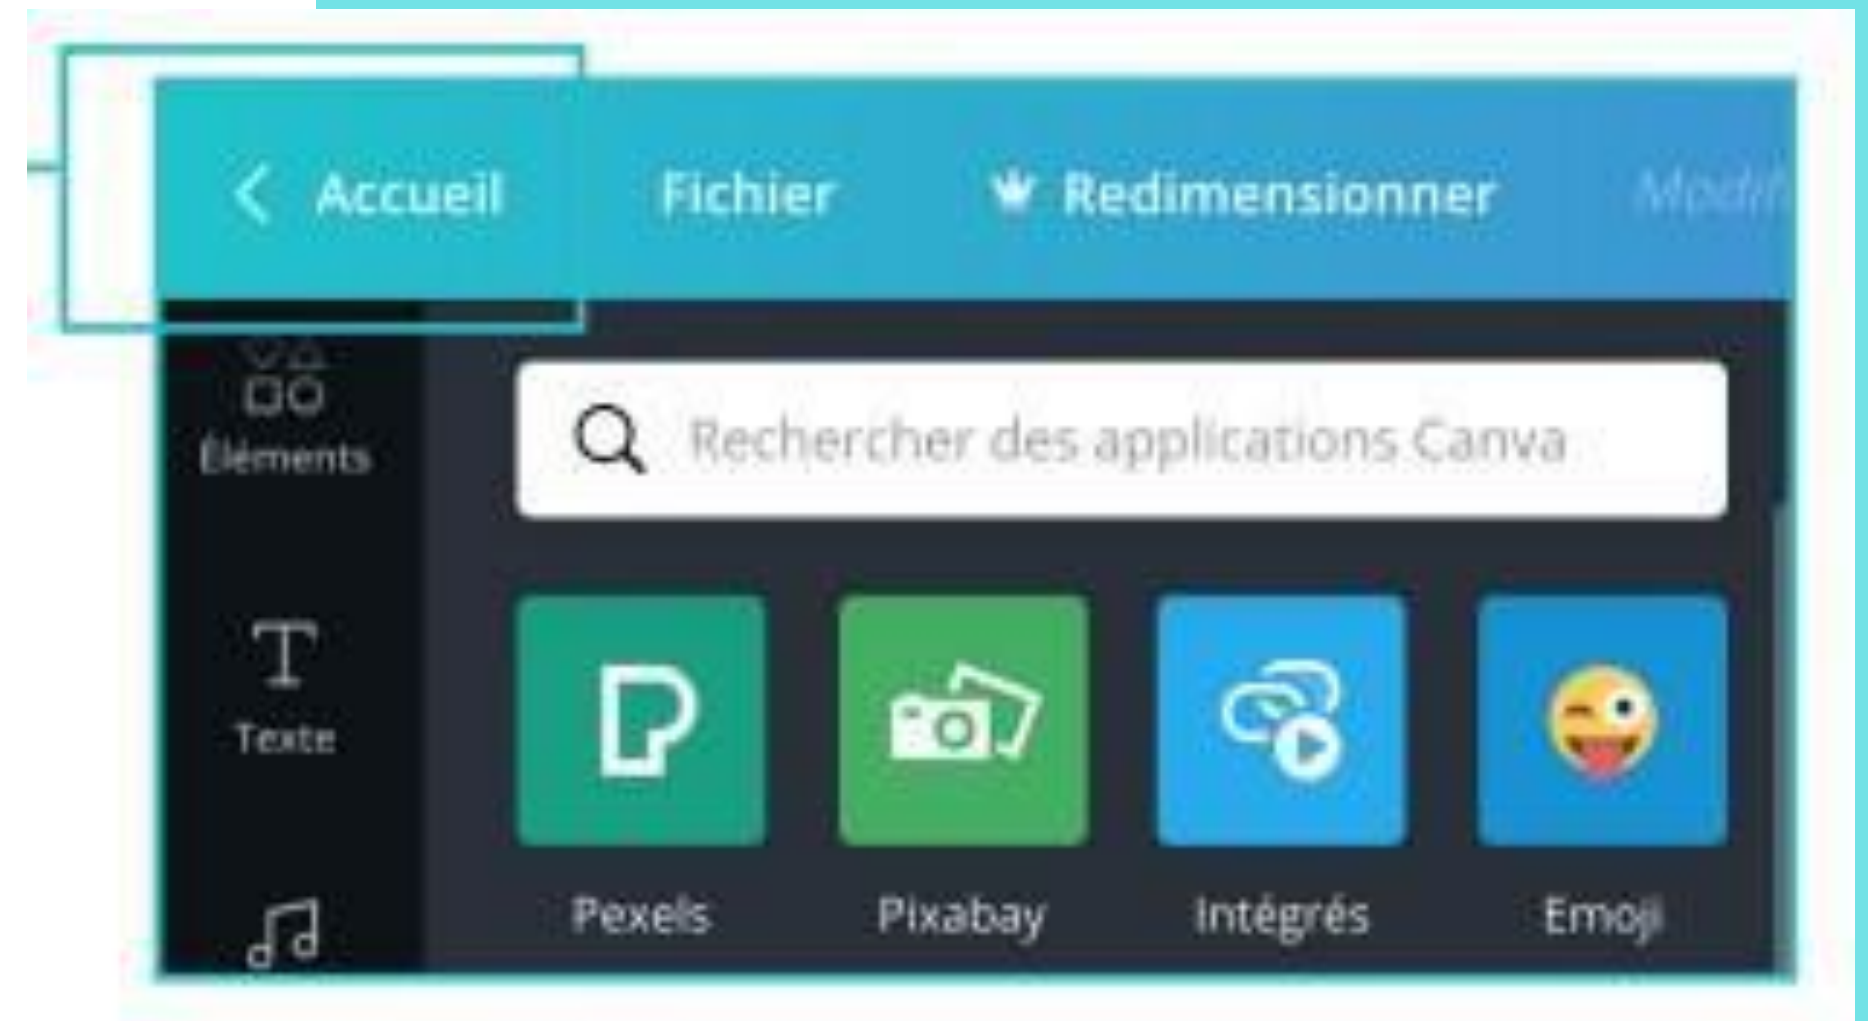 Accueil Fichier Redimensionner
Rechercher des applications Canva
Éléments
Texte
Pexels Pixabay Intégrés Emoji